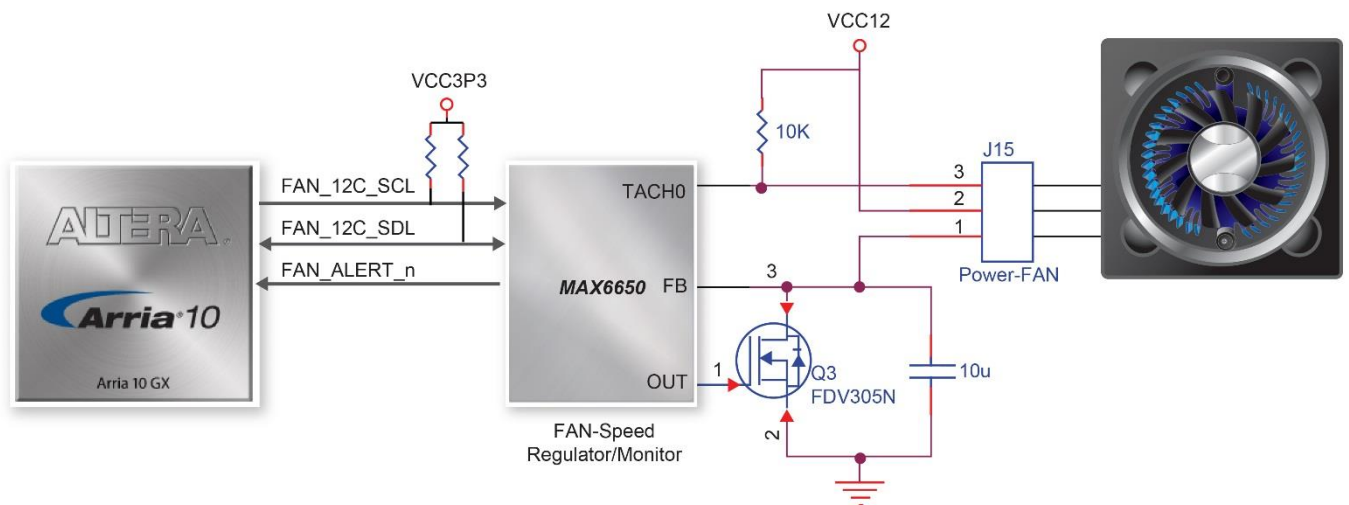 VCC12
VCC3P3
10K
J15
FAN_12C_SCL
TACH0
3
2
1
ALTERA
FAN_12C_SDL
FAN_ALERT_n
MAX6650
FB
3
Power-FAN
Arria 10
Arria 10 GX
OUT
1
Q3
FDV305N
10u
2
FAN-Speed
Regulator/Monitor